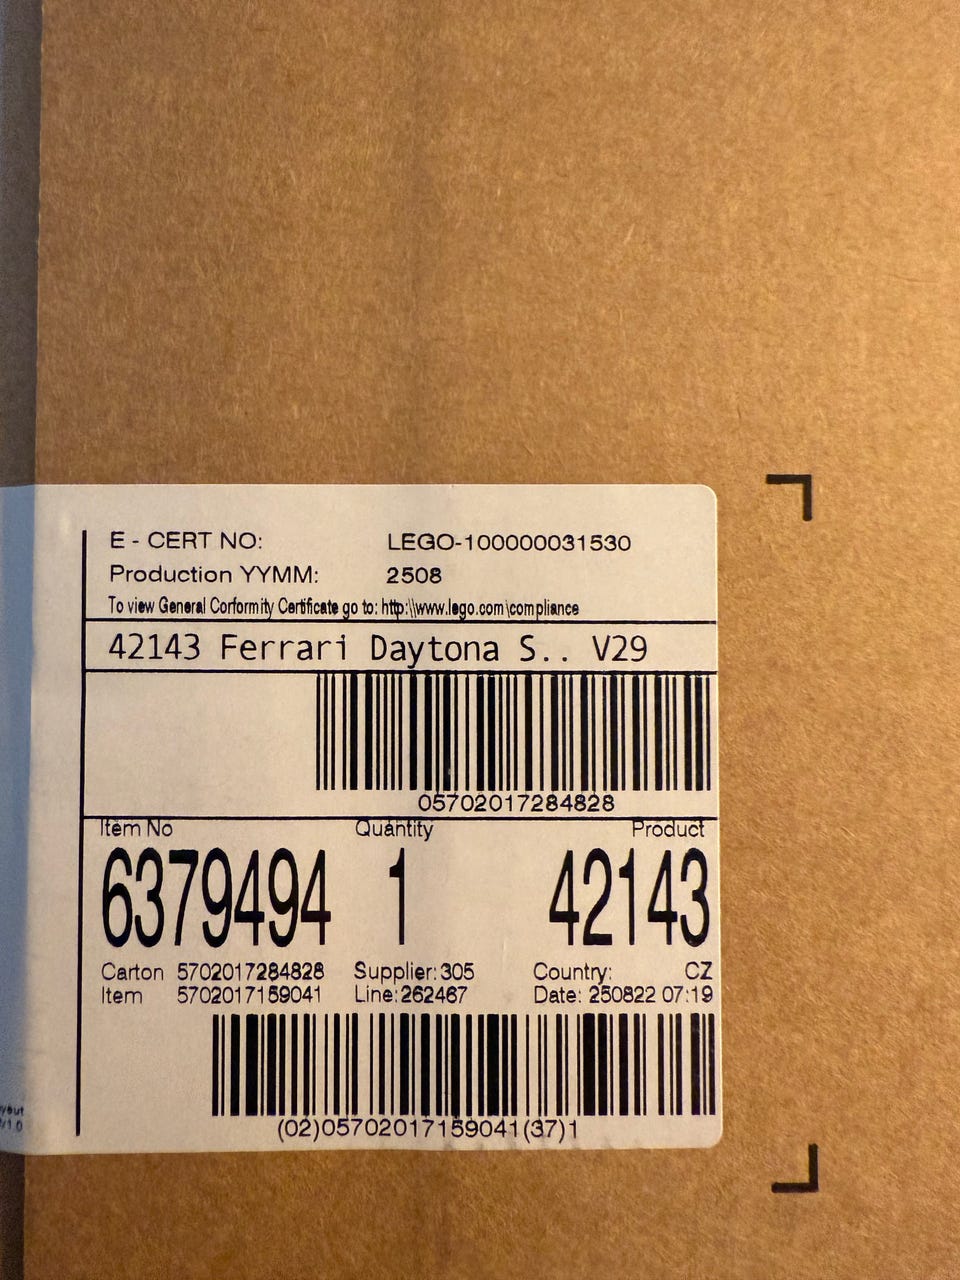 E - CERT NO: LEGO-100000031530
Production YYMM: 2508
To view General Corformity Certificate go to: http:\\www.lego.com\compliance
42143 Ferrari Daytona S.. V29
05702017284828
Item No Quantity Product
6379494 1 42143
Carton 5702017284828 Supplier:305 Country: CZ
Item 5702017159041 Line:262467 Date: 250822 07:19
(02)05702017159041(37)1